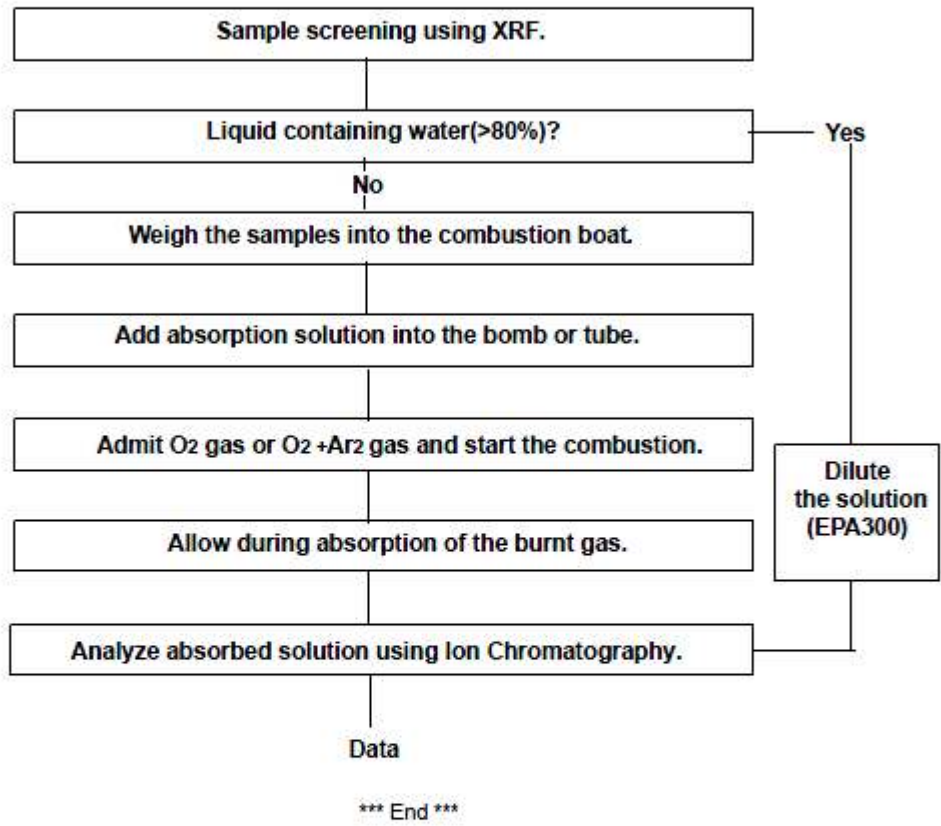 Sample screening using XRF.
Liquid containing water(>80%)?
Yes
No
Weigh the samples into the combustion boat.
Add absorption solution into the bomb or tube.
Admit O2 gas or O2 +Ar2 gas and start the combustion.
Dilute
the solution
(EPA300)
Allow during absorption of the burnt gas.
Analyze absorbed solution using Ion Chromatography.
Data
*** End ***